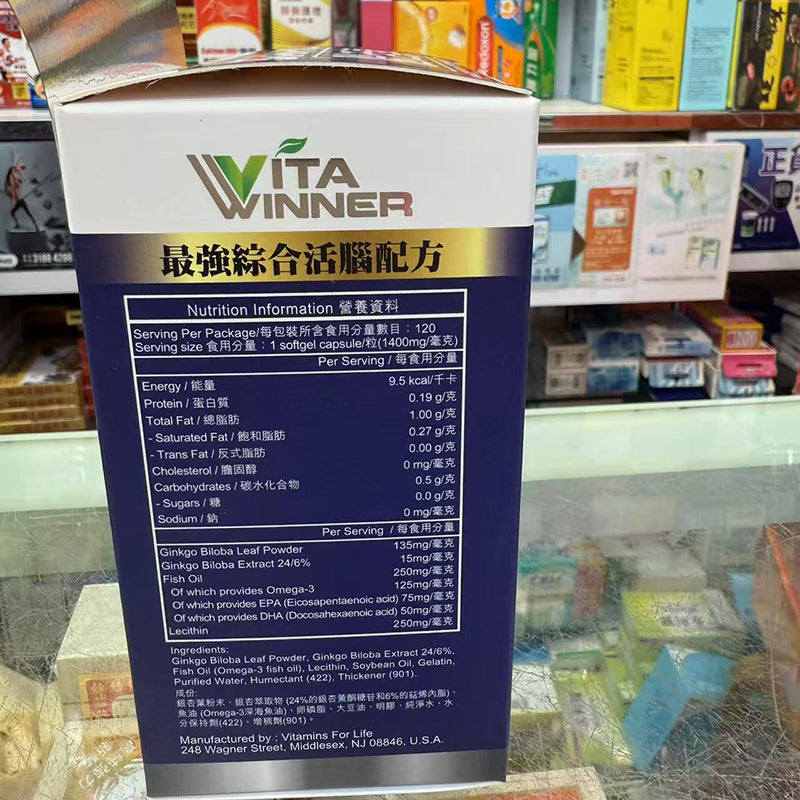 VITA
WINNER
最強綜合活腦配方
Nutrition Information 營養資料
Serving Per Package/每包裝所含食用分量數目：120
Serving size 食用分量：1 softgel capsule/粒(1400mg/毫克)
Per Serving / 每食用分量
Energy / 能量 9.5 kcal/千卡
Protein / 蛋白質 0.19 g/克
Total Fat / 總脂肪 1.00 g/克
- Saturated Fat / 飽和脂肪 0.27 g/克
- Trans Fat / 反式脂肪 0.00 g/克
Cholesterol / 膽固醇 0 mg/毫克
Carbohydrates / 碳水化合物 0.5 g/克
- Sugars / 糖 0.0 g/克
Sodium / 鈉 0 mg/毫克
Per Serving / 每食用分量
Ginkgo Biloba Leaf Powder 135mg/毫克
Ginkgo Biloba Extract 24/6% 15mg/毫克
Fish Oil 250mg/毫克
Of which provides Omega-3 125mg/毫克
Of which provides EPA (Eicosapentaenoic acid) 75mg/毫克
Of which provides DHA (Docosahexaenoic acid) 50mg/毫克
Lecithin 250mg/毫克
Ingredients:
Ginkgo Biloba Leaf Powder, Ginkgo Biloba Extract 24/6%,
Fish Oil (Omega-3 fish oil), Lecithin, Soybean Oil, Gelatin,
Purified Water, Humectant (422), Thickener (901).
成份:
銀杏葉粉末、銀杏萃取物 (24%的銀杏黃酮糖苷和6%的萜烯內脂)、
魚油 (Omega-3深海魚油)、卵磷脂、大豆油、明膠、純淨水、水
分保持劑(422)、增稠劑(901)。
Manufactured by : Vitamins For Life
248 Wagner Street, Middlesex, NJ 08846, U.S.A.
Redoxon
正貨
3188 4288